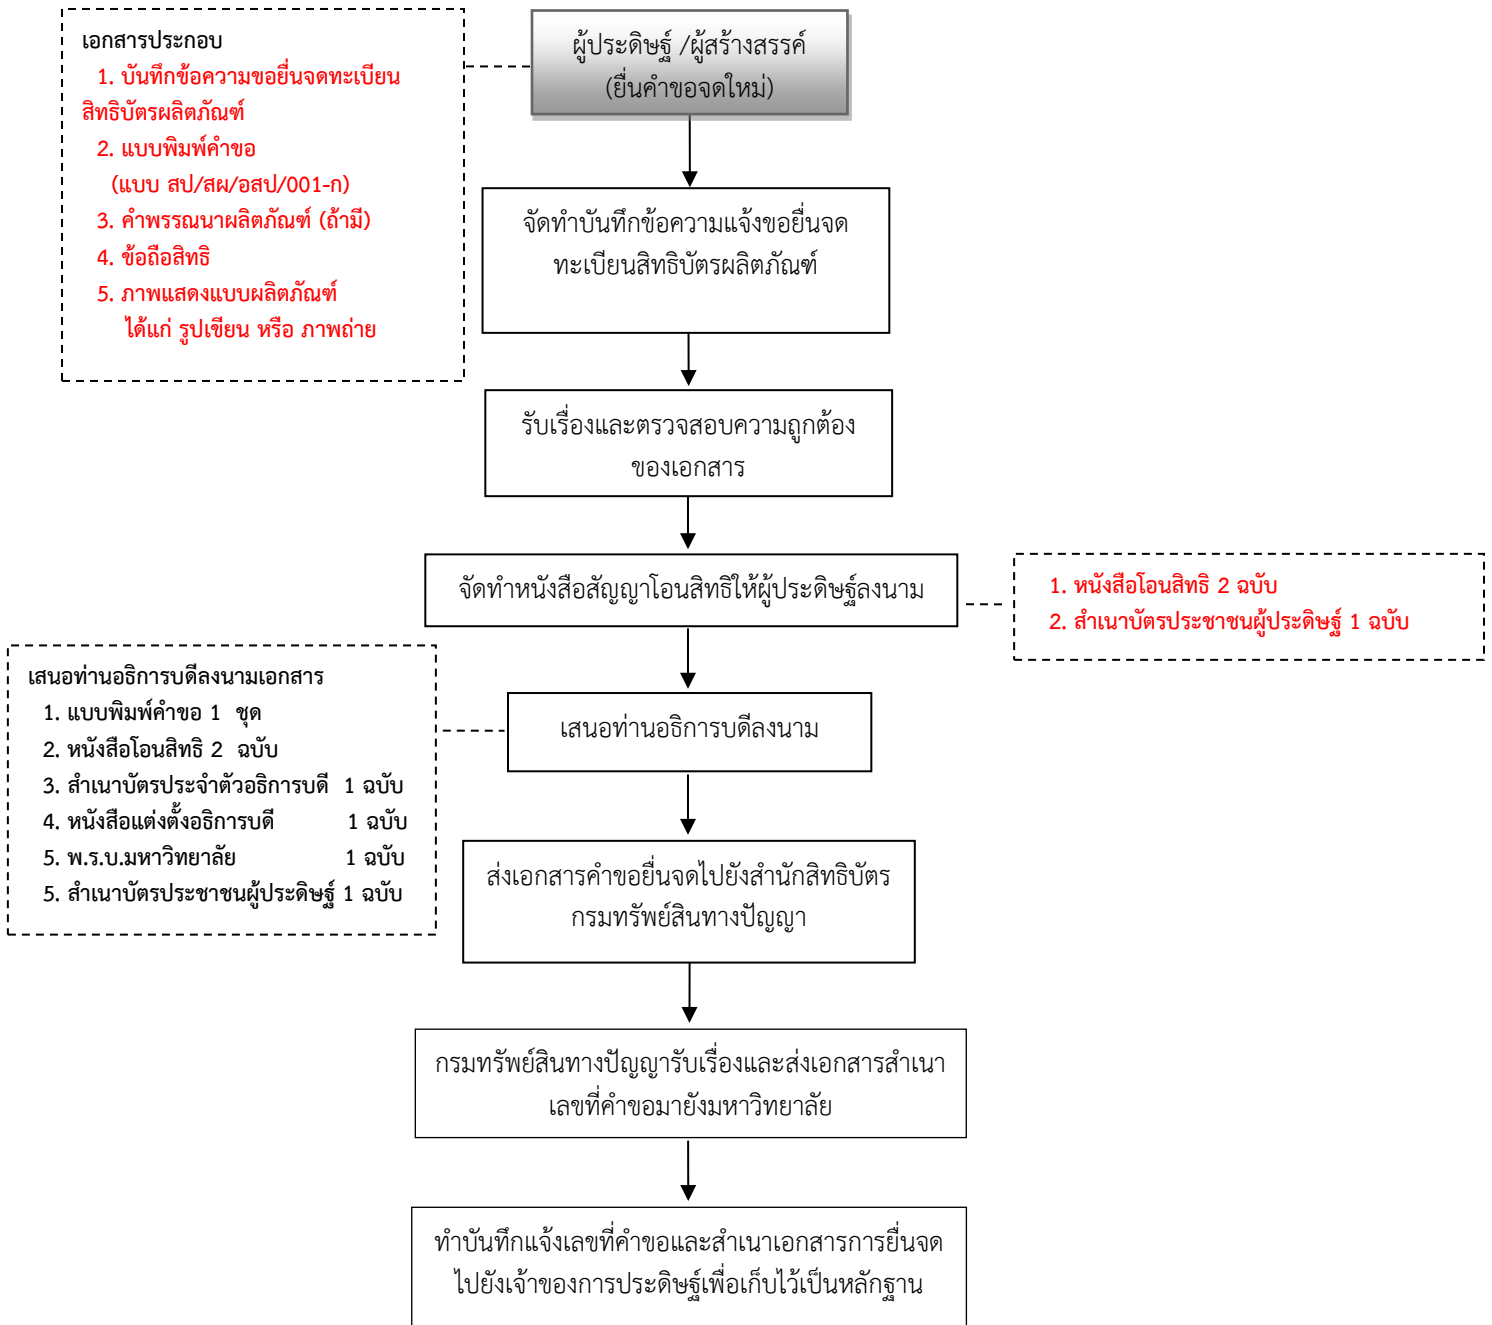 เอกสารประกอบ
1. บันทึกข้อความขอยื่นจดทะเบียน
สิทธิบัตรผลิตภัณฑ์
2. แบบพิมพ์คำขอ
(แบบ สป/สผ/อสป/001-ก)
3. คำพรรณนาผลิตภัณฑ์ (ถ้ามี)
4. ข้อถือสิทธิ
5. ภาพแสดงแบบผลิตภัณฑ์
ได้แก่ รูปเขียน หรือ ภาพถ่าย
ผู้ประดิษฐ์ /ผู้สร้างสรรค์
(ยื่นคำขอจดใหม่)
จัดทำบันทึกข้อความแจ้งขอยื่นจด
ทะเบียนสิทธิบัตรผลิตภัณฑ์
รับเรื่องและตรวจสอบความถูกต้อง
ของเอกสาร
จัดทำหนังสือสัญญาโอนสิทธิให้ผู้ประดิษฐ์ลงนาม
1. หนังสือโอนสิทธิ 2 ฉบับ
2. สำเนาบัตรประชาชนผู้ประดิษฐ์ 1 ฉบับ
เสนอท่านอธิการบดีลงนามเอกสาร
1. แบบพิมพ์คำขอ 1 ชุด
2. หนังสือโอนสิทธิ 2 ฉบับ
3. สำเนาบัตรประจำตัวอธิการบดี 1 ฉบับ
4. หนังสือแต่งตั้งอธิการบดี 1 ฉบับ
5. พ.ร.บ.มหาวิทยาลัย 1 ฉบับ
5. สำเนาบัตรประชาชนผู้ประดิษฐ์ 1 ฉบับ
เสนอท่านอธิการบดีลงนาม
ส่งเอกสารคำขอยื่นจดไปยังสำนักสิทธิบัตร
กรมทรัพย์สินทางปัญญา
กรมทรัพย์สินทางปัญญารับเรื่องและส่งเอกสารสำเนา
เลขที่คำขอมายังมหาวิทยาลัย
ทำบันทึกแจ้งเลขที่คำขอและสำเนาเอกสารการยื่นจด
ไปยังเจ้าของการประดิษฐ์เพื่อเก็บไว้เป็นหลักฐาน